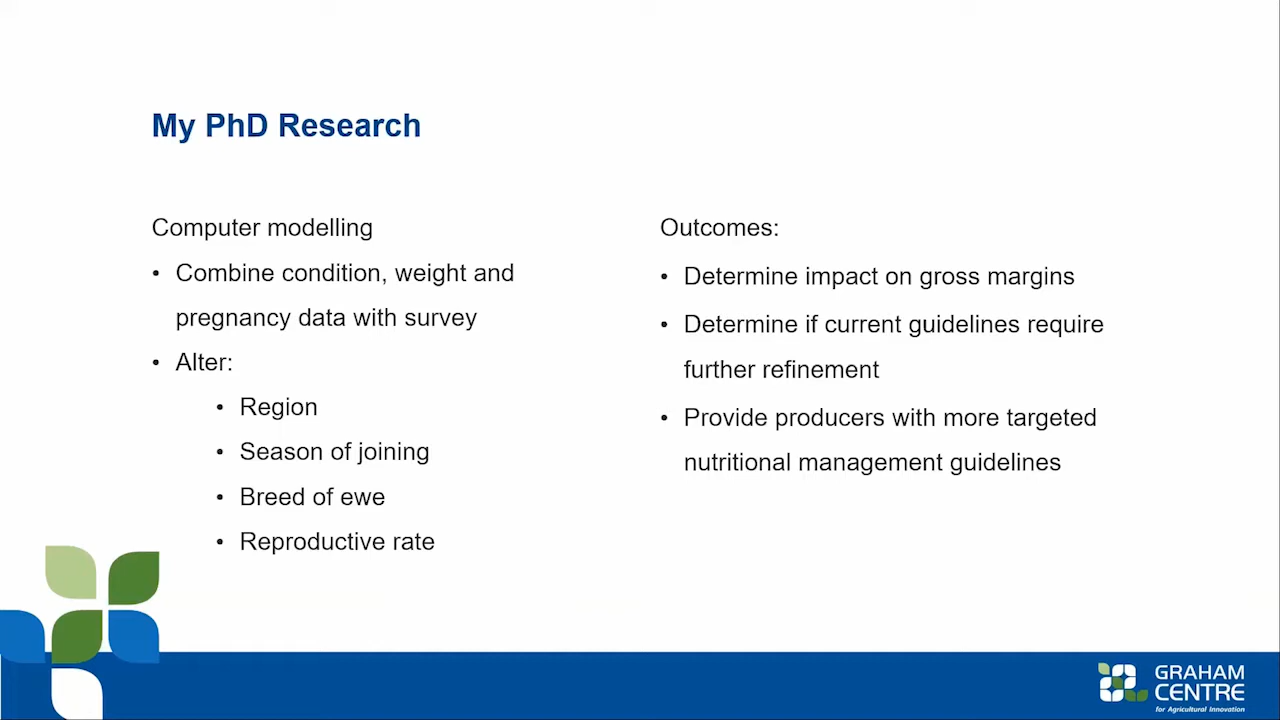 My PhD Research
Computer modelling
• Combine condition, weight and
pregnancy data with survey
• Alter:
• Region
• Season of joining
• Breed of ewe
• Reproductive rate
Outcomes:
• Determine impact on gross margins
• Determine if current guidelines require
further refinement
• Provide producers with more targeted
nutritional management guidelines
GRAHAM
CENTRE
for Agricultural Innovation